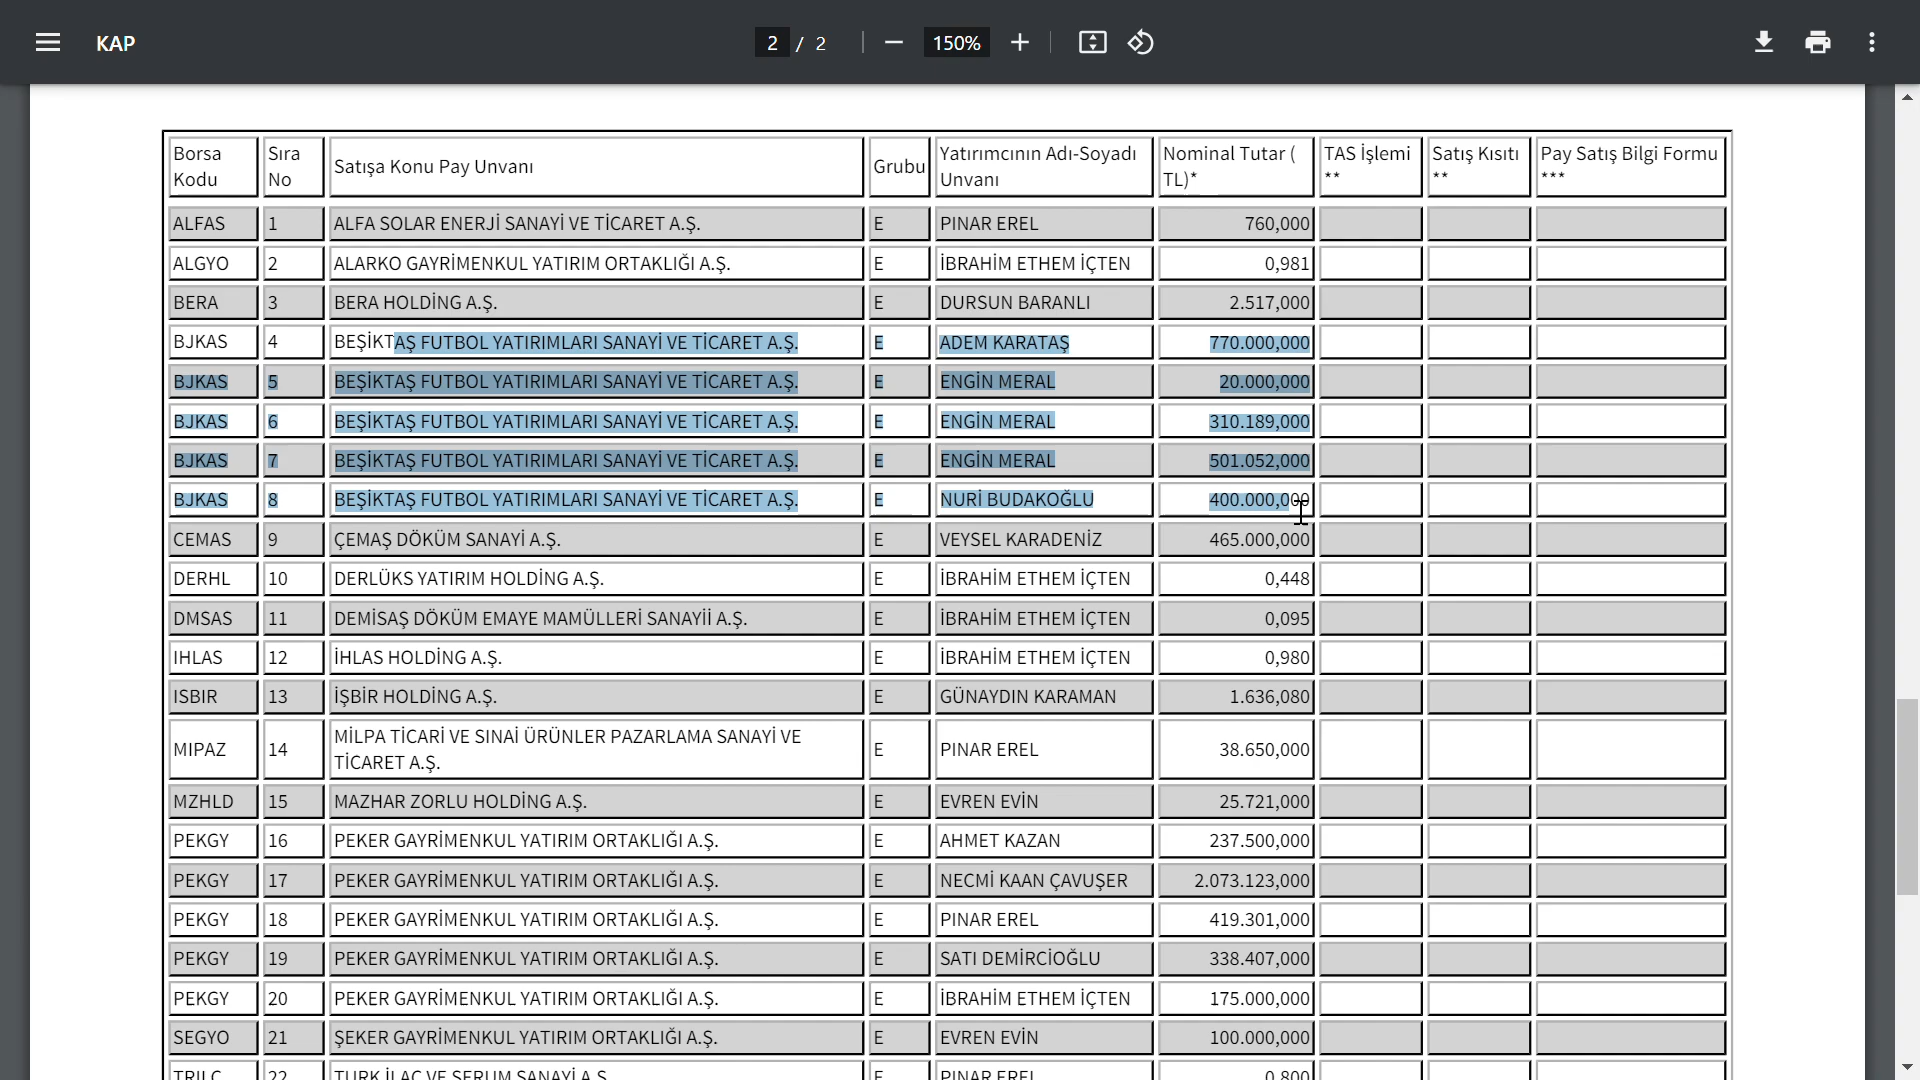 KAP
2 / 2
150%
Borsa Kodu Sıra No Satışa Konu Pay Unvanı Grubu Yatırımcının Adı-Soyadı Unvanı Nominal Tutar ( TL)* TAS İşlemi ** Satış Kısıtı ** Pay Satış Bilgi Formu ***
ALFAS 1 ALFA SOLAR ENERJİ SANAYİ VE TİCARET A.Ş. E PINAR EREL 760,000
ALGYO 2 ALARKO GAYRİMENKUL YATIRIM ORTAKLIĞI A.Ş. E İBRAHİM ETHEM İÇTEN 0,981
BERA 3 BERA HOLDİNG A.Ş. E DURSUN BARANLI 2.517,000
BJKAS 4 BEŞİKTAŞ FUTBOL YATIRIMLARI SANAYİ VE TİCARET A.Ş. E ADEM KARATAŞ 770.000,000
BJKAS 5 BEŞİKTAŞ FUTBOL YATIRIMLARI SANAYİ VE TİCARET A.Ş. E ENGİN MERAL 20.000,000
BJKAS 6 BEŞİKTAŞ FUTBOL YATIRIMLARI SANAYİ VE TİCARET A.Ş. E ENGİN MERAL 310.189,000
BJKAS 7 BEŞİKTAŞ FUTBOL YATIRIMLARI SANAYİ VE TİCARET A.Ş. E ENGİN MERAL 501.052,000
BJKAS 8 BEŞİKTAŞ FUTBOL YATIRIMLARI SANAYİ VE TİCARET A.Ş. E NURİ BUDAKOĞLU 400.000,000
CEMAS 9 ÇEMAŞ DÖKÜM SANAYİ A.Ş. E VEYSEL KARADENİZ 465.000,000
DERHL 10 DERLÜKS YATIRIM HOLDİNG A.Ş. E İBRAHİM ETHEM İÇTEN 0,448
DMSAS 11 DEMİSAŞ DÖKÜM EMAYE MAMÜLLERİ SANAYİİ A.Ş. E İBRAHİM ETHEM İÇTEN 0,095
IHLAS 12 İHLAS HOLDİNG A.Ş. E İBRAHİM ETHEM İÇTEN 0,980
ISBIR 13 İŞBİR HOLDİNG A.Ş. E GÜNAYDIN KARAMAN 1.636,080
MIPAZ 14 MİLPA TİCARİ VE SINAİ ÜRÜNLER PAZARLAMA SANAYİ VE TİCARET A.Ş. E PINAR EREL 38.650,000
MZHLD 15 MAZHAR ZORLU HOLDİNG A.Ş. E EVREN EVİN 25.721,000
PEKGY 16 PEKER GAYRİMENKUL YATIRIM ORTAKLIĞI A.Ş. E AHMET KAZAN 237.500,000
PEKGY 17 PEKER GAYRİMENKUL YATIRIM ORTAKLIĞI A.Ş. E NECMİ KAAN ÇAVUŞER 2.073.123,000
PEKGY 18 PEKER GAYRİMENKUL YATIRIM ORTAKLIĞI A.Ş. E PINAR EREL 419.301,000
PEKGY 19 PEKER GAYRİMENKUL YATIRIM ORTAKLIĞI A.Ş. E SATI DEMİRCİOĞLU 338.407,000
PEKGY 20 PEKER GAYRİMENKUL YATIRIM ORTAKLIĞI A.Ş. E İBRAHİM ETHEM İÇTEN 175.000,000
SEGYO 21 ŞEKER GAYRİMENKUL YATIRIM ORTAKLIĞI A.Ş. E EVREN EVİN 100.000,000
TRILC 22 TURK İLAÇ VE SERUM SANAYİ A.Ş. E PINAR EREL 0,800